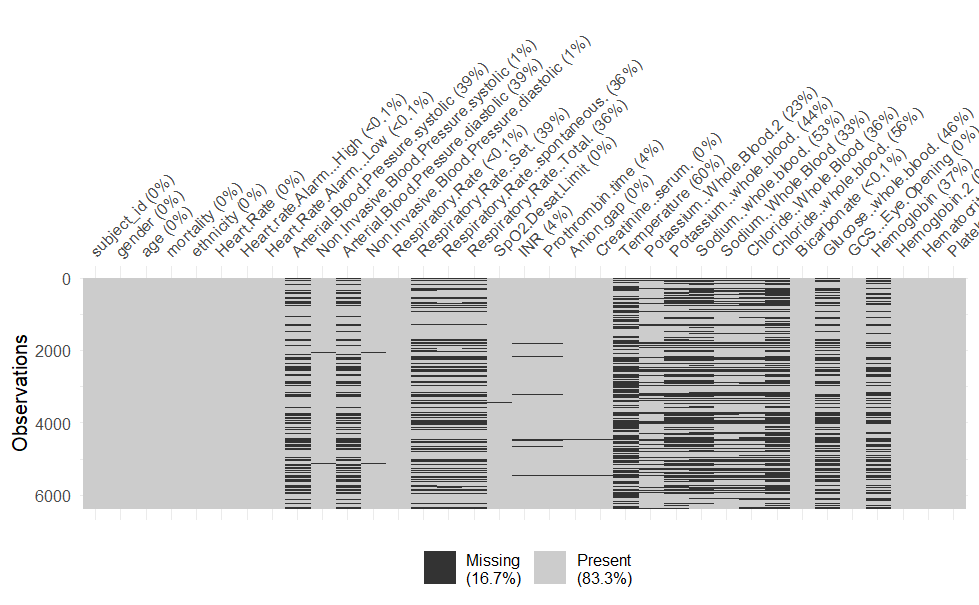 subject_id (0%)
gender (0%)
age (0%)
mortality (0%)
ethnicity (0%)
Heart.Rate (0%)
Heart.rate.Alarm...High (<0.1%)
Heart.Rate.Alarm...Low (<0.1%)
Arterial.Blood.Pressure.systolic (39%)
Non.Invasive.Blood.Pressure.systolic (1%)
Arterial.Blood.Pressure.diastolic (39%)
Non.Invasive.Blood.Pressure.diastolic (1%)
Respiratory.Rate (<0.1%)
Respiratory.Rate..Set. (39%)
Respiratory.Rate..spontaneous. (36%)
Respiratory.Rate..Total. (36%)
SpO2.Desat.Limit (0%)
INR (4%)
Prothrombin.time (4%)
Anion.gap (0%)
Creatinine..serum. (0%)
Temperature (60%)
Potassium..Whole.Blood.2 (23%)
Potassium..whole.blood. (44%)
Sodium..whole.blood. (53%)
Sodium..Whole.Blood (33%)
Chloride..Whole.Blood (36%)
Chloride..whole.blood. (56%)
Bicarbonate (<0.1%)
Glucose..whole.blood. (46%)
GCS...Eye.Opening (0%
Hemoglobin (37%)
Hemoglobin.2 (0
Hematocrit
Platel
Observations
0
2000
4000
6000
Missing
(16.7%)
Present
(83.3%)